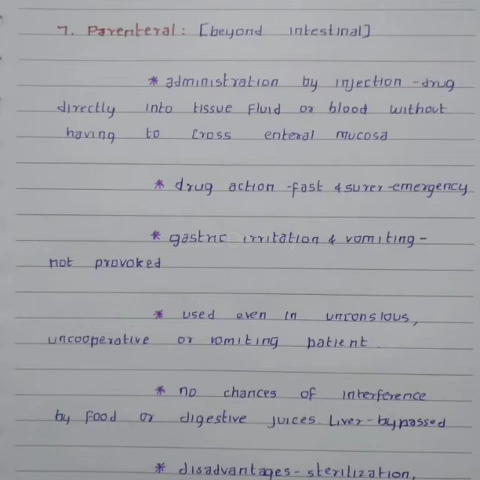 7. Parenteral: [beyond intestinal]
* administration by injection - drug
directly into tissue fluid or blood without
having to cross enteral mucosa
* drug action - fast & surer - emergency
* gastric irritation & vomiting -
not provoked
* used even in unconsious,
uncooperative or vomiting patient.
* no chances of interference
by food or digestive juices Liver - bypassed
* disadvantages - sterilization,